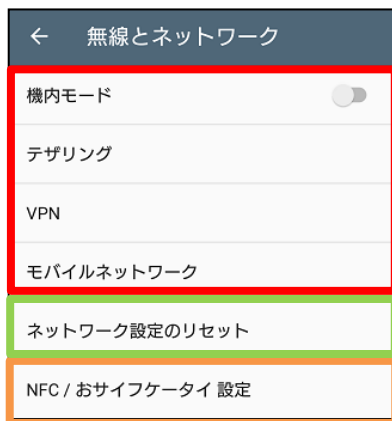 無線とネットワーク
機内モード
テザリング
VPN
モバイルネットワーク
ネットワーク設定のリセット
NFC / おサイフケータイ 設定